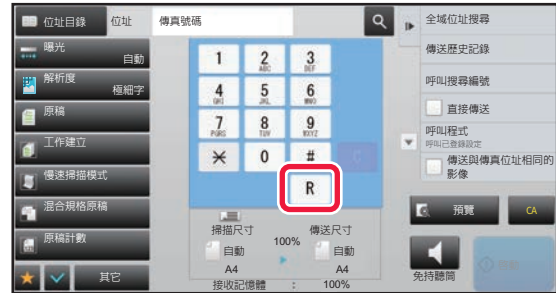 位址目錄
位址
傳真號碼
曝光
自動
解析度
極細字
原稿
工作建立
慢速掃描模式
混合規格原稿
原稿計數
其它
1 2 3
ABC DEF
4 5 6
GHI JKL MNO
7 8 9
PQRS TUV WXYZ
0 #
C
R
掃描尺寸 傳送尺寸
自動 100% 自動
A4 A4
接收記憶體 : 100%
全域位址搜尋
傳送歷史記錄
呼叫搜尋編號
直接傳送
呼叫程式
呼叫已登錄設定
傳送與傳真位址相同的
影像
預覽
CA
免持聽筒